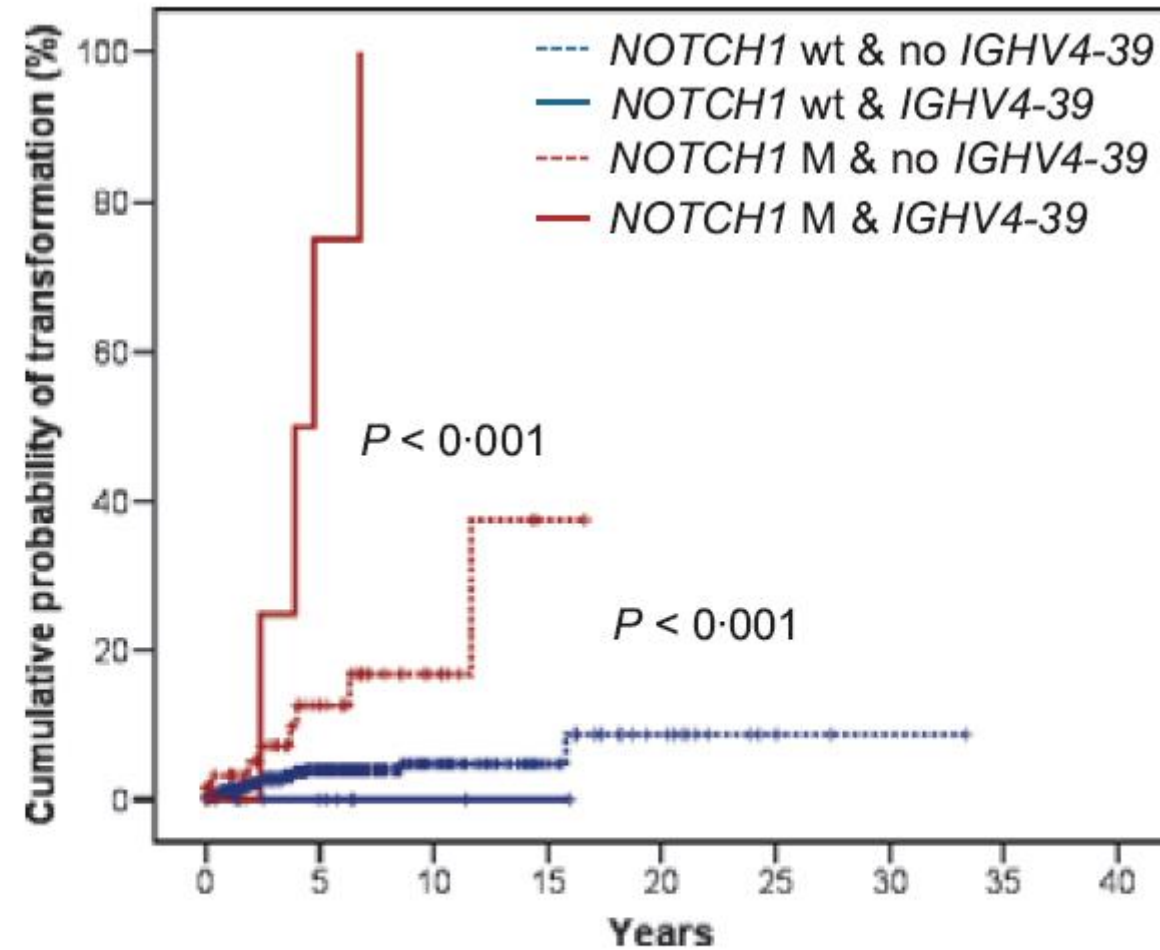 Cumulative probability of transformation (%)
100
80
60
40
20
0
NOTCH1 wt & no IGHV4-39
NOTCH1 wt & IGHV4-39
NOTCH1 M & no IGHV4-39
NOTCH1 M & IGHV4-39
P < 0·001
P < 0·001
0 5 10 15 20 25 30 35 40
Years